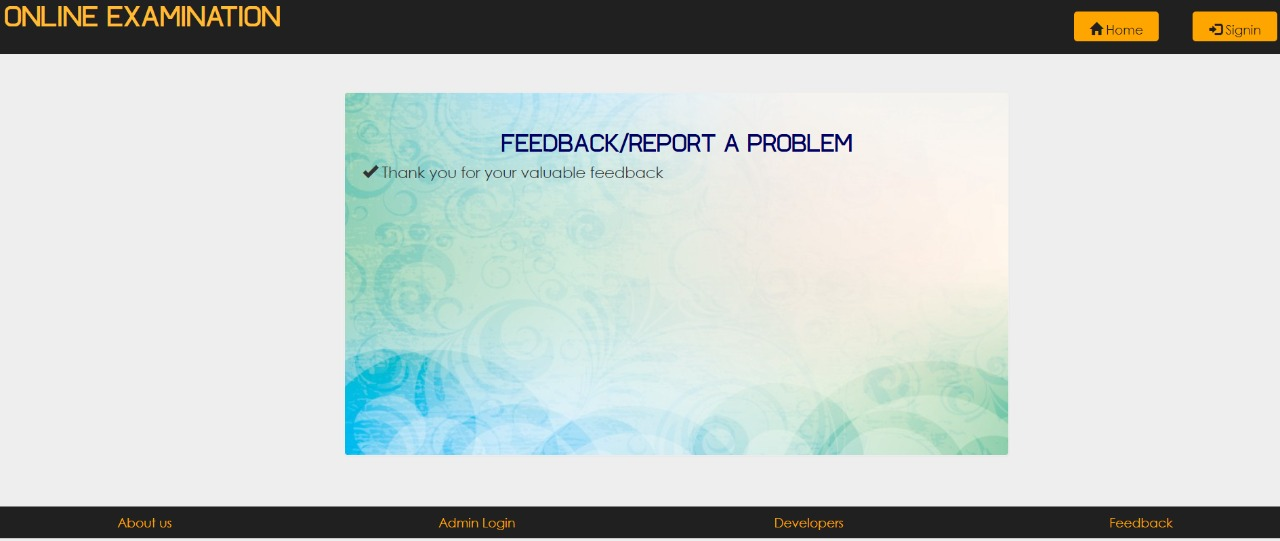 ONLINE EXAMINATION
Home
Signin
FEEDBACK/REPORT A PROBLEM
Thank you for your valuable feedback
About us
Admin Login
Developers
Feedback